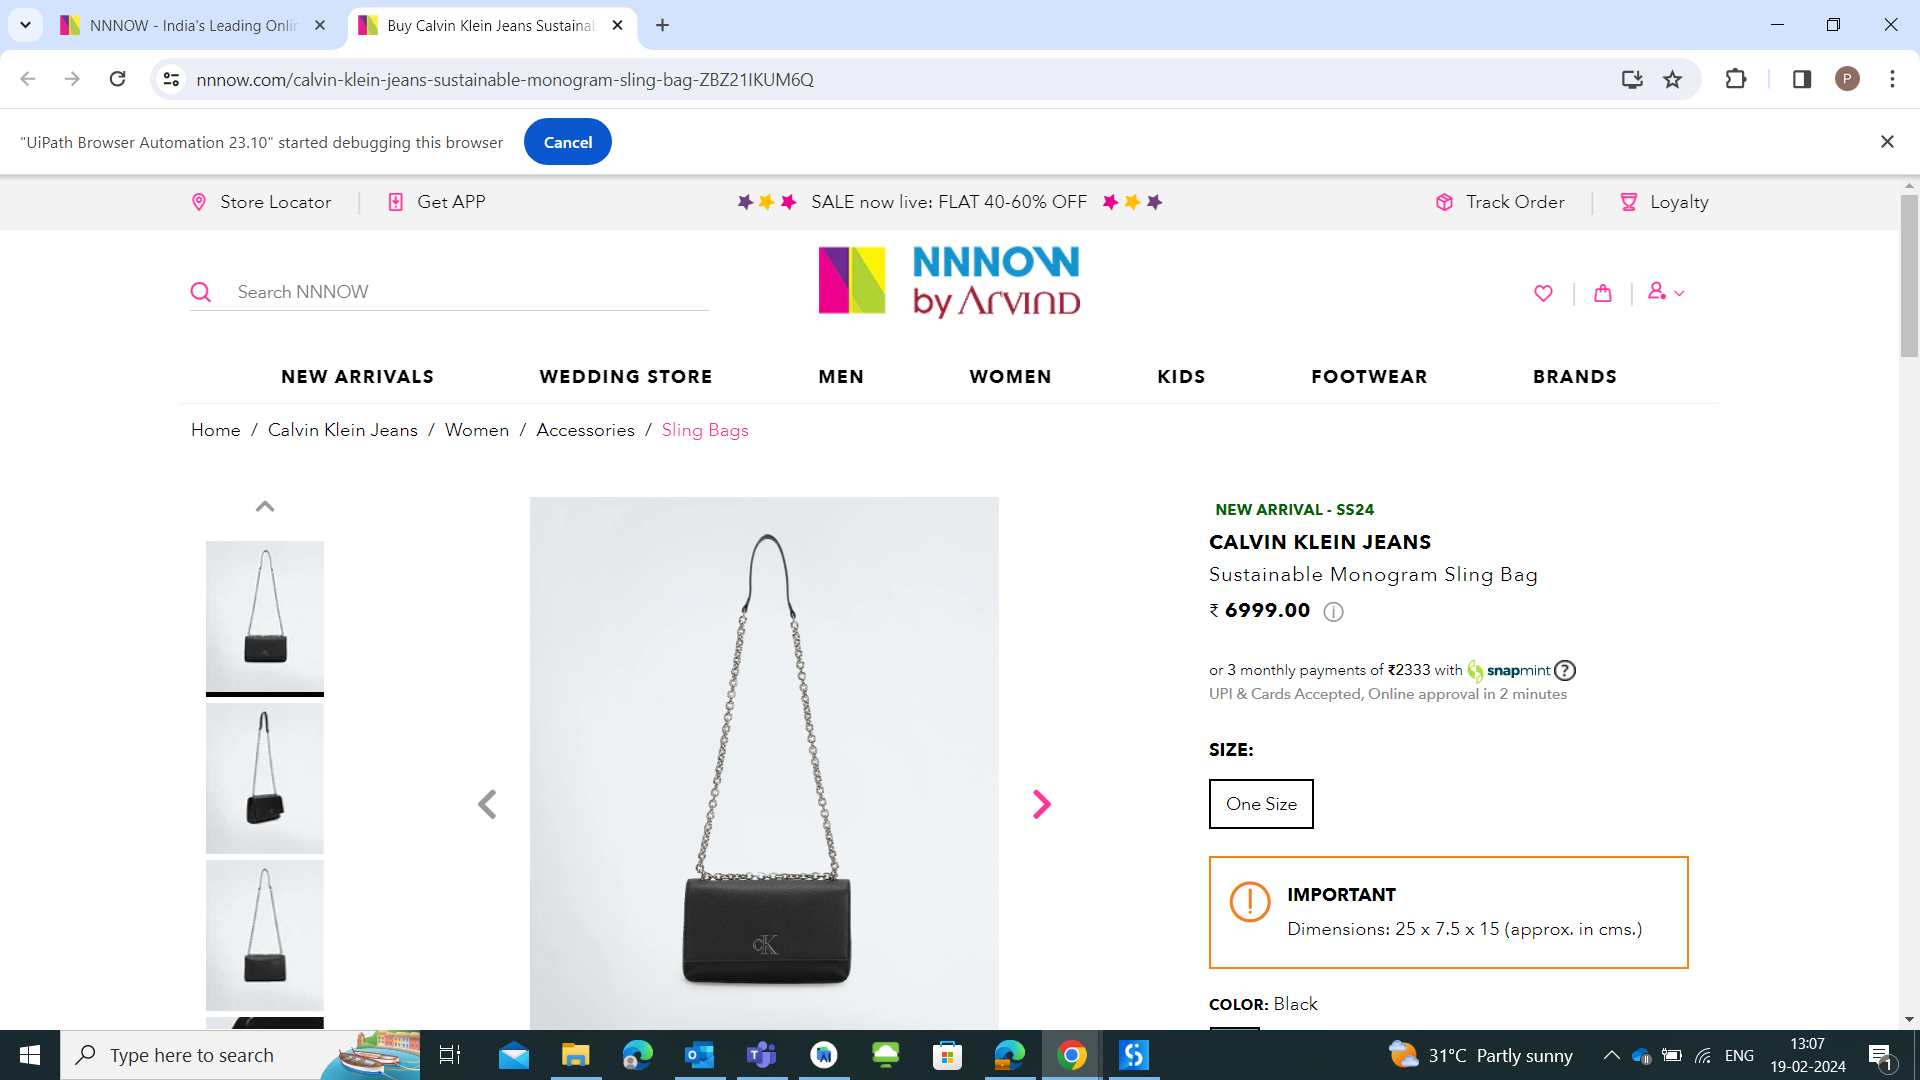 NNNOW - India's Leading Onlin
Buy Calvin Klein Jeans Sustainab
nnnow.com/calvin-klein-jeans-sustainable-monogram-sling-bag-ZBZ21IKUM6Q
P
"UiPath Browser Automation 23.10" started debugging this browser
Cancel
Store Locator
Get APP
SALE now live: FLAT 40-60% OFF
Track Order
Loyalty
Search NNNOW
NNNOW
by Arvind
NEW ARRIVALS
WEDDING STORE
MEN
WOMEN
KIDS
FOOTWEAR
BRANDS
Home / Calvin Klein Jeans / Women / Accessories / Sling Bags
NEW ARRIVAL - SS24
CALVIN KLEIN JEANS
Sustainable Monogram Sling Bag
₹ 6999.00
or 3 monthly payments of ₹2333 with snapmint ?
UPI & Cards Accepted, Online approval in 2 minutes
SIZE:
One Size
IMPORTANT
Dimensions: 25 x 7.5 x 15 (approx. in cms.)
cK
COLOR: Black
Type here to search
31°C Partly sunny
ENG
13:07
19-02-2024
1